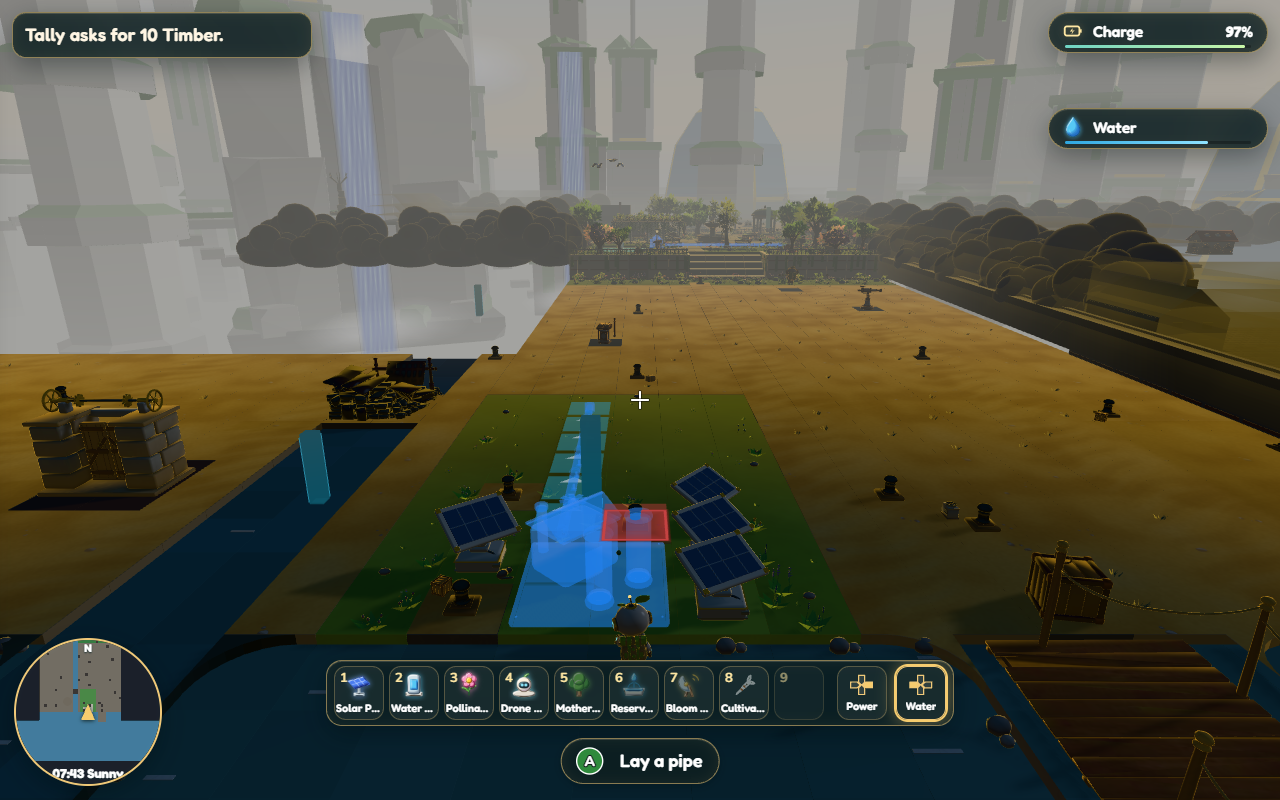 Tally asks for 10 Timber.
Charge 97%
Water
N
07:43 Sunny
1 2 3 4 5 6 7 8 9
Solar P... Water ... Pollina... Drone ... Mother... Reserv... Bloom ... Cultiva... Power Water
A Lay a pipe